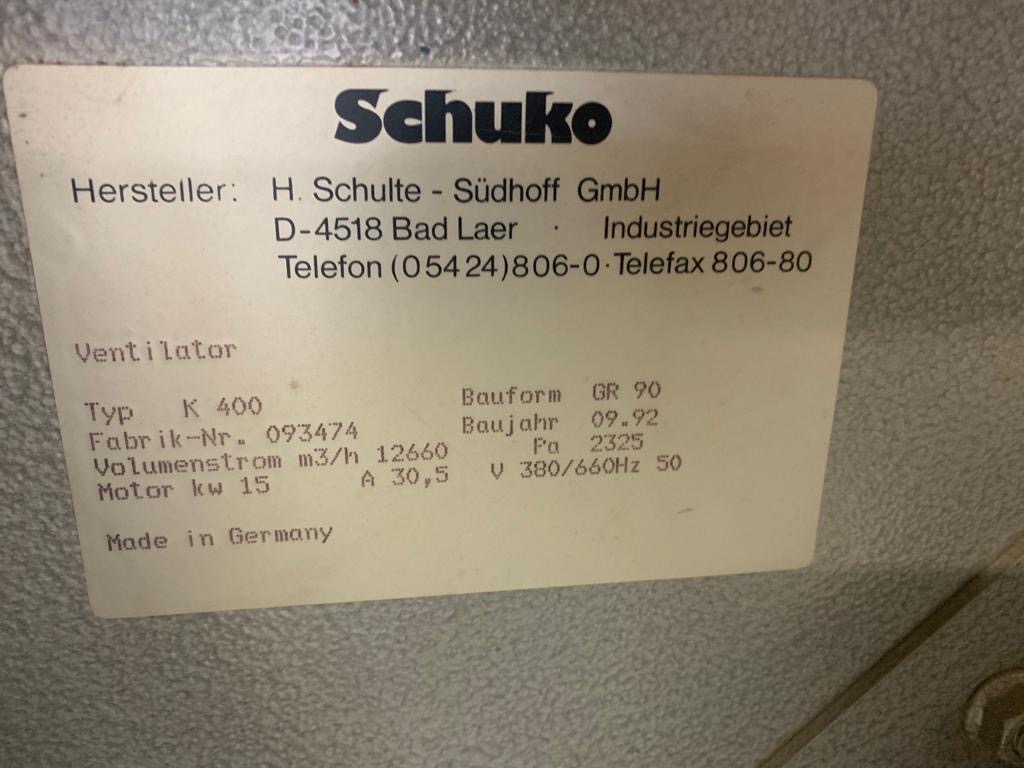 Schuko
Hersteller: H. Schulte - Südhoff GmbH
D-4518 Bad Laer · Industriegebiet
Telefon (05424)806-0·Telefax 806-80
Ventilator
Typ K 400 Bauform GR 90
Fabrik-Nr. 093474 Baujahr 09.92
Volumenstrom m3/h 12660 Pa 2325
Motor kw 15 A 30,5 V 380/660Hz 50
Made in Germany